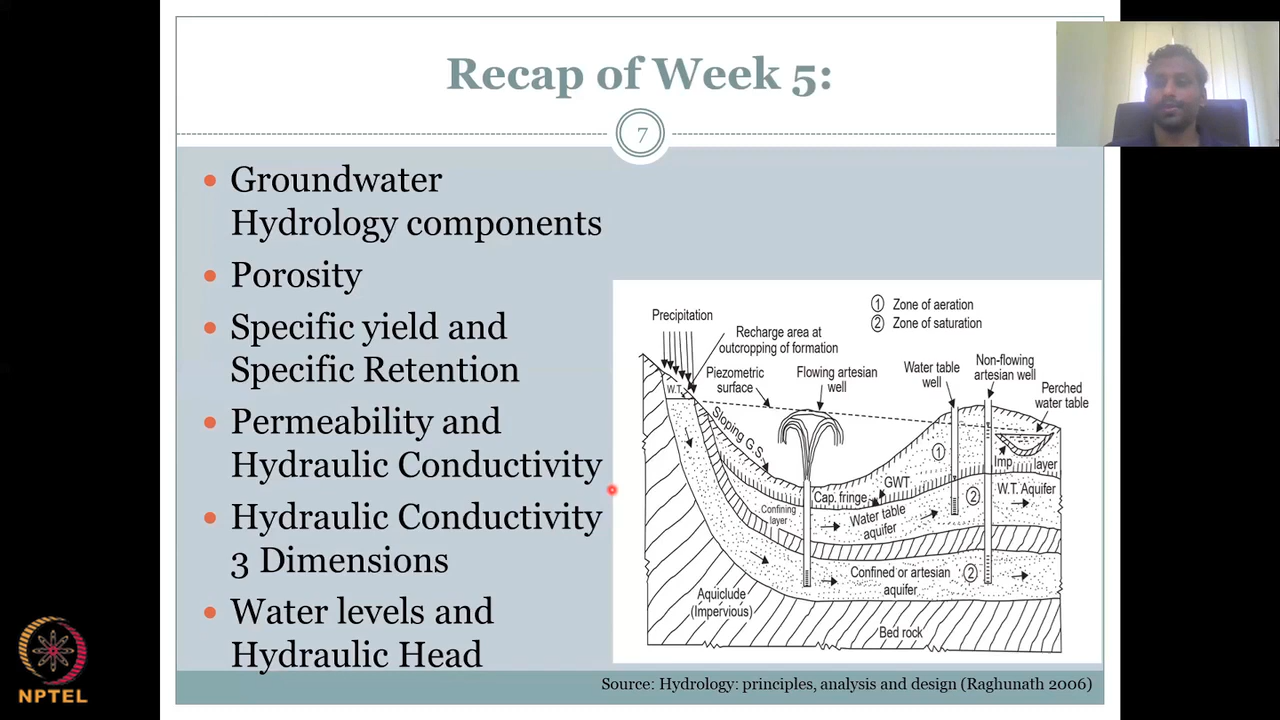 Recap of Week 5:
7
Groundwater
Hydrology components
Porosity
Specific yield and
Specific Retention
Permeability and
Hydraulic Conductivity
Hydraulic Conductivity
3 Dimensions
Water levels and
Hydraulic Head
Precipitation
Recharge area at
outcropping of formation
1 Zone of aeration
2 Zone of saturation
Piezometric
surface
Flowing artesian
well
Water table
well
Non-flowing
artesian well
Perched
water table
W.T.
Sloping G.S.
1
Imp. layer
Cap. fringe
GWT
2
W.T. Aquifer
Confining
layer
Water table
aquifer
Confined or artesian
aquifer
2
Aquiclude
(Impervious)
Bed rock
Source: Hydrology: principles, analysis and design (Raghunath 2006)
NPTEL